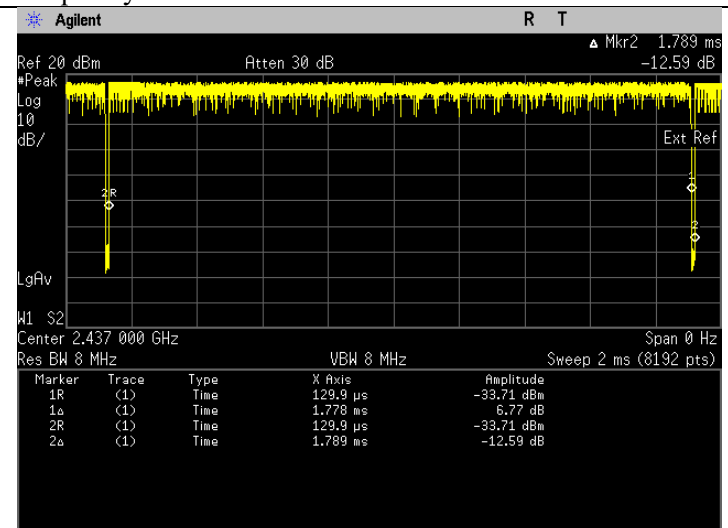 Agilent R T
Δ Mkr2 1.789 ms
Ref 20 dBm Atten 30 dB -12.59 dB
#Peak
Log
10
dB/
Ext Ref
1
2R
2
LgAv
W1 S2
Center 2.437 000 GHz Span 0 Hz
Res BW 8 MHz VBW 8 MHz Sweep 2 ms (8192 pts)
Marker Trace Type X Axis Amplitude
1R (1) Time 129.9 µs -33.71 dBm
1Δ (1) Time 1.778 ms 6.77 dB
2R (1) Time 129.9 µs -33.71 dBm
2Δ (1) Time 1.789 ms -12.59 dB